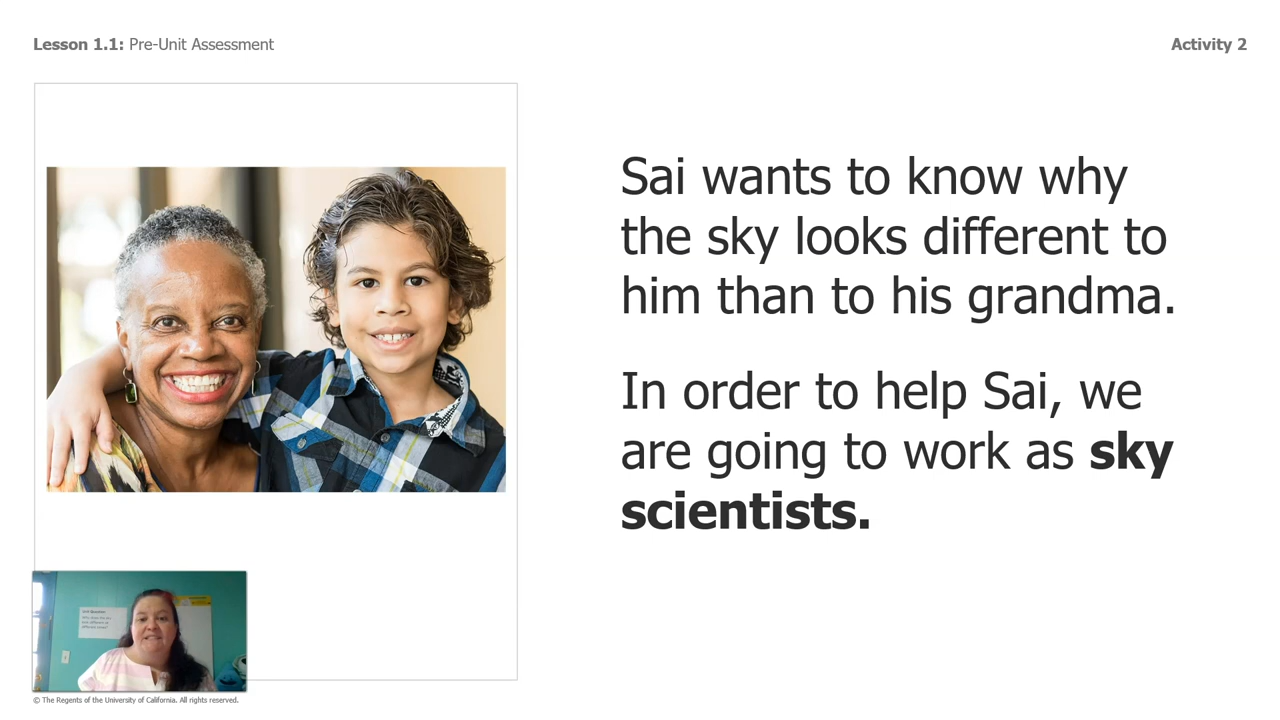 Lesson 1.1: Pre-Unit Assessment
Activity 2
Sai wants to know why
the sky looks different to
him than to his grandma.
In order to help Sai, we
are going to work as sky
scientists.
Unit Question
© The Regents of the University of California. All rights reserved.